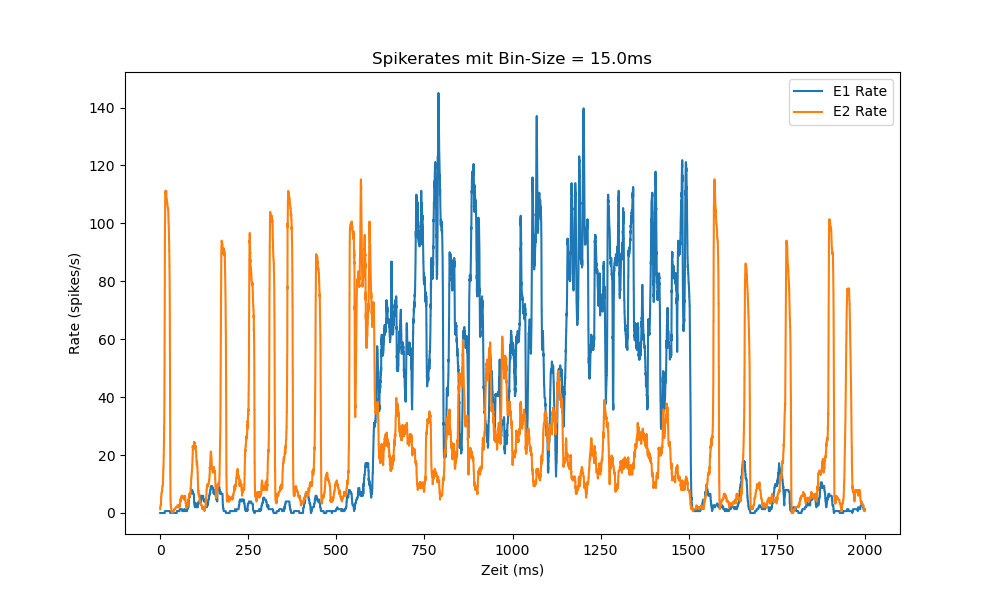 Spikerates mit Bin-Size = 15.0ms
E1 Rate
E2 Rate
140
120
100
80
60
40
20
0
Rate (spikes/s)
0 250 500 750 1000 1250 1500 1750 2000
Zeit (ms)